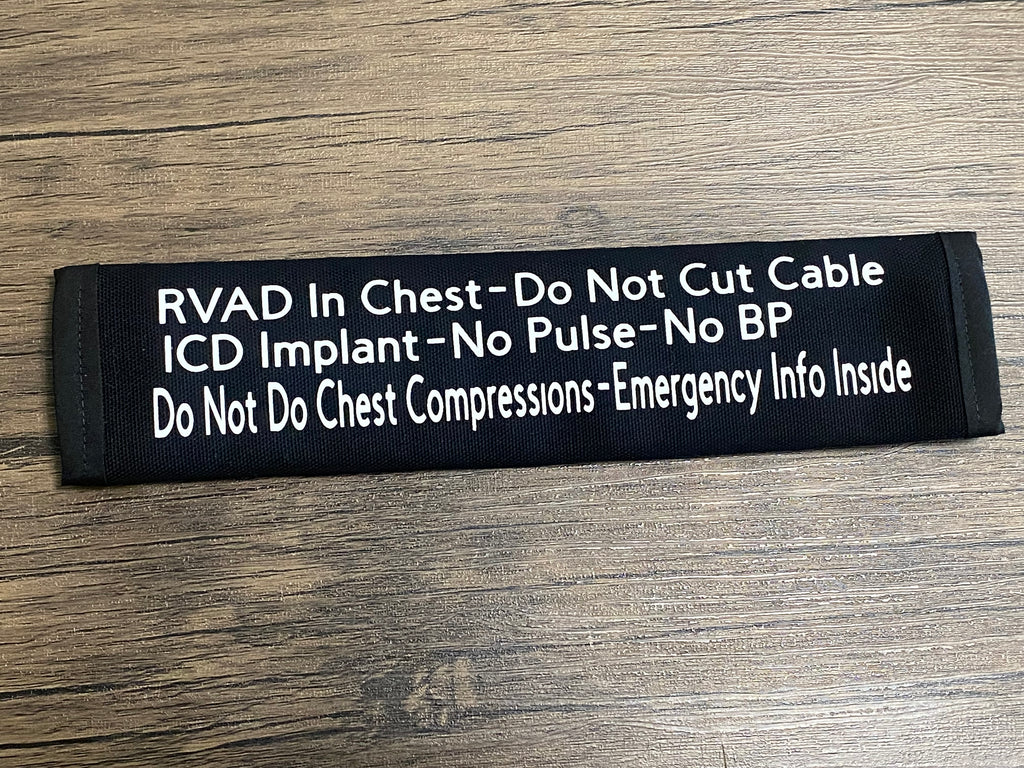 RVAD In Chest-Do Not Cut Cable
ICD Implant-No Pulse-No BP
Do Not Do Chest Compressions-Emergency Info Inside